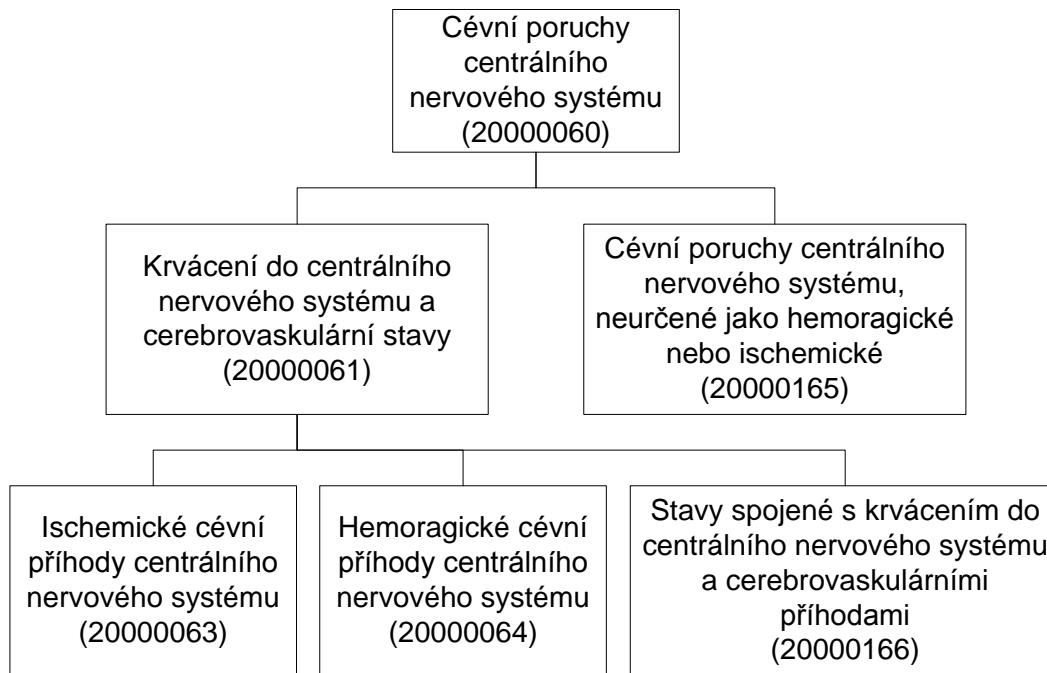 Cévní poruchy
centrálního
nervového systému
(20000060)
Krvácení do centrálního
nervového systému a
cerebrovaskulární stavy
(20000061)
Cévní poruchy centrálního
nervového systému,
neurčené jako hemoragické
nebo ischemické
(20000165)
Ischemické cévní
příhody centrálního
nervového systému
(20000063)
Hemoragické cévní
příhody centrálního
nervového systému
(20000064)
Stavy spojené s krvácením do
centrálního nervového systému
a cerebrovaskulárními
příhodami
(20000166)